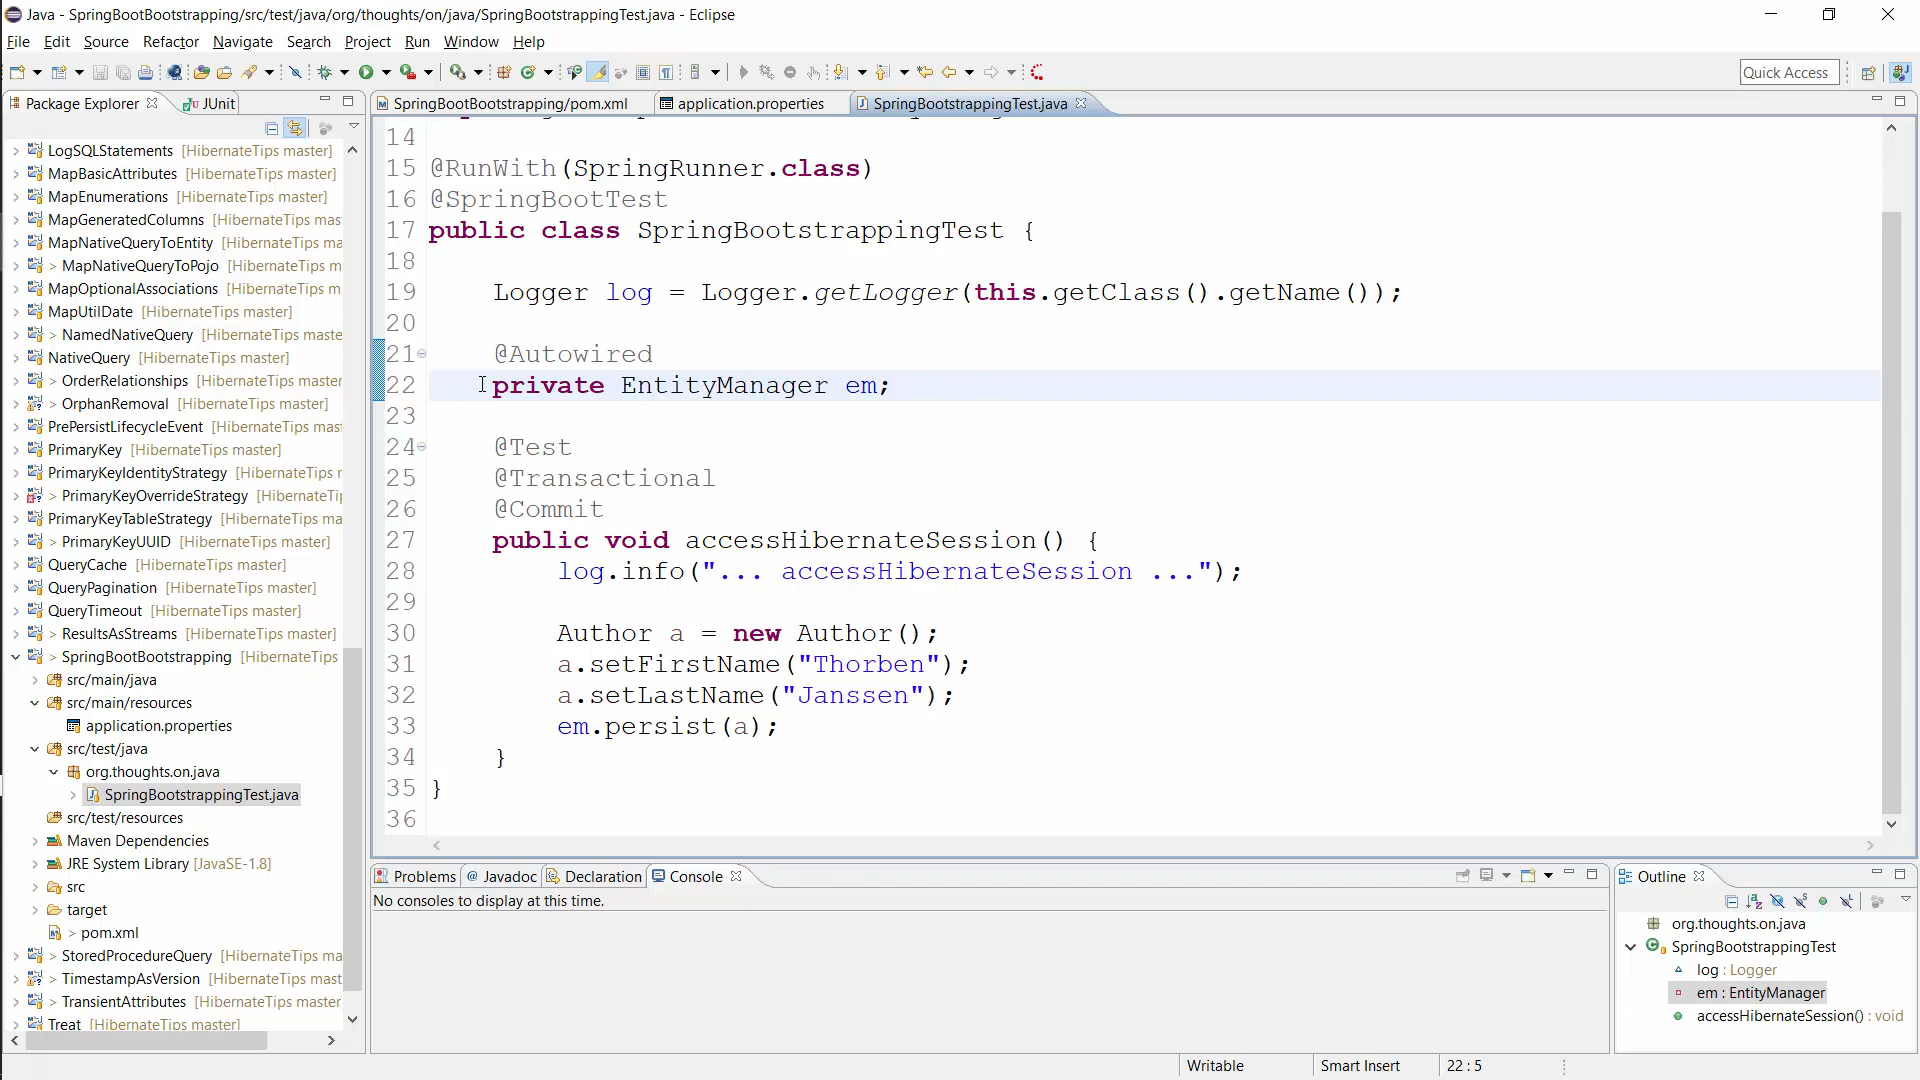 Java - SpringBootBootstrapping/src/test/java/org/thoughts/on/java/SpringBootstrappingTest.java - Eclipse
File Edit Source Refactor Navigate Search Project Run Window Help
Quick Access
Package Explorer JUnit
SpringBootBootstrapping/pom.xml application.properties SpringBootstrappingTest.java
LogSQLStatements [HibernateTips master]
MapBasicAttributes [HibernateTips master]
MapEnumerations [HibernateTips master]
MapGeneratedColumns [HibernateTips mas
MapNativeQueryToEntity [HibernateTips ma
> MapNativeQueryToPojo [HibernateTips m
MapOptionalAssociations [HibernateTips m
MapUtilDate [HibernateTips master]
> NamedNativeQuery [HibernateTips maste
NativeQuery [HibernateTips master]
> OrderRelationships [HibernateTips master]
> OrphanRemoval [HibernateTips master]
PrePersistLifecycleEvent [HibernateTips ma
PrimaryKey [HibernateTips master]
PrimaryKeyIdentityStrategy [HibernateTips r
> PrimaryKeyOverrideStrategy [HibernateTip
PrimaryKeyTableStrategy [HibernateTips ma
> PrimaryKeyUUID [HibernateTips master]
QueryCache [HibernateTips master]
QueryPagination [HibernateTips master]
QueryTimeout [HibernateTips master]
> ResultsAsStreams [HibernateTips master]
> SpringBootBootstrapping [HibernateTips
src/main/java
src/main/resources
application.properties
src/test/java
org.thoughts.on.java
SpringBootstrappingTest.java
src/test/resources
Maven Dependencies
JRE System Library [JavaSE-1.8]
src
target
> pom.xml
> StoredProcedureQuery [HibernateTips ma
> TimestampAsVersion [HibernateTips mast
> TransientAttributes [HibernateTips master
Treat [HibernateTips master]
14
15 @RunWith(SpringRunner.class)
16 @SpringBootTest
17 public class SpringBootstrappingTest {
18
19 Logger log = Logger.getLogger(this.getClass().getName());
20
21 @Autowired
22 private EntityManager em;
23
24 @Test
25 @Transactional
26 @Commit
27 public void accessHibernateSession() {
28 log.info("... accessHibernateSession ...");
29
30 Author a = new Author();
31 a.setFirstName("Thorben");
32 a.setLastName("Janssen");
33 em.persist(a);
34 }
35 }
36
Problems @ Javadoc Declaration Console
No consoles to display at this time.
Outline
org.thoughts.on.java
SpringBootstrappingTest
log : Logger
em : EntityManager
accessHibernateSession() : void
Writable Smart Insert 22 : 5